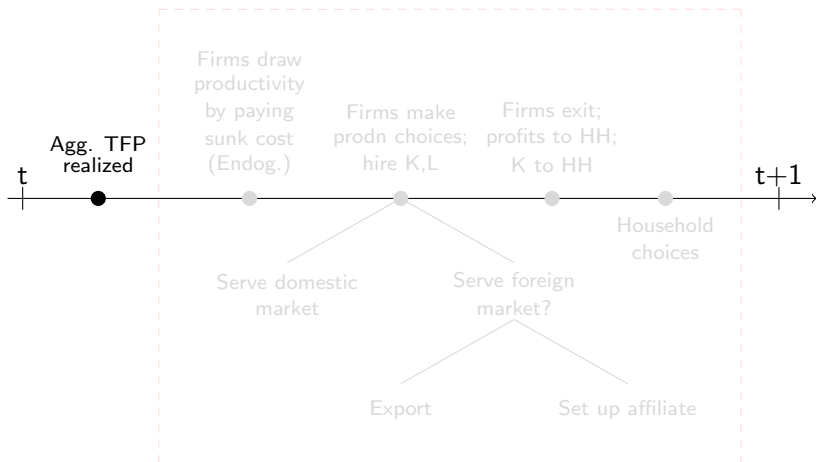 Firms draw
productivity
by paying
sunk cost
(Endog.)
Firms make
prodn choices;
hire K,L
Firms exit;
profits to HH;
K to HH
Agg. TFP
realized
t
t+1
Household
choices
Serve domestic
market
Serve foreign
market?
Export
Set up affiliate